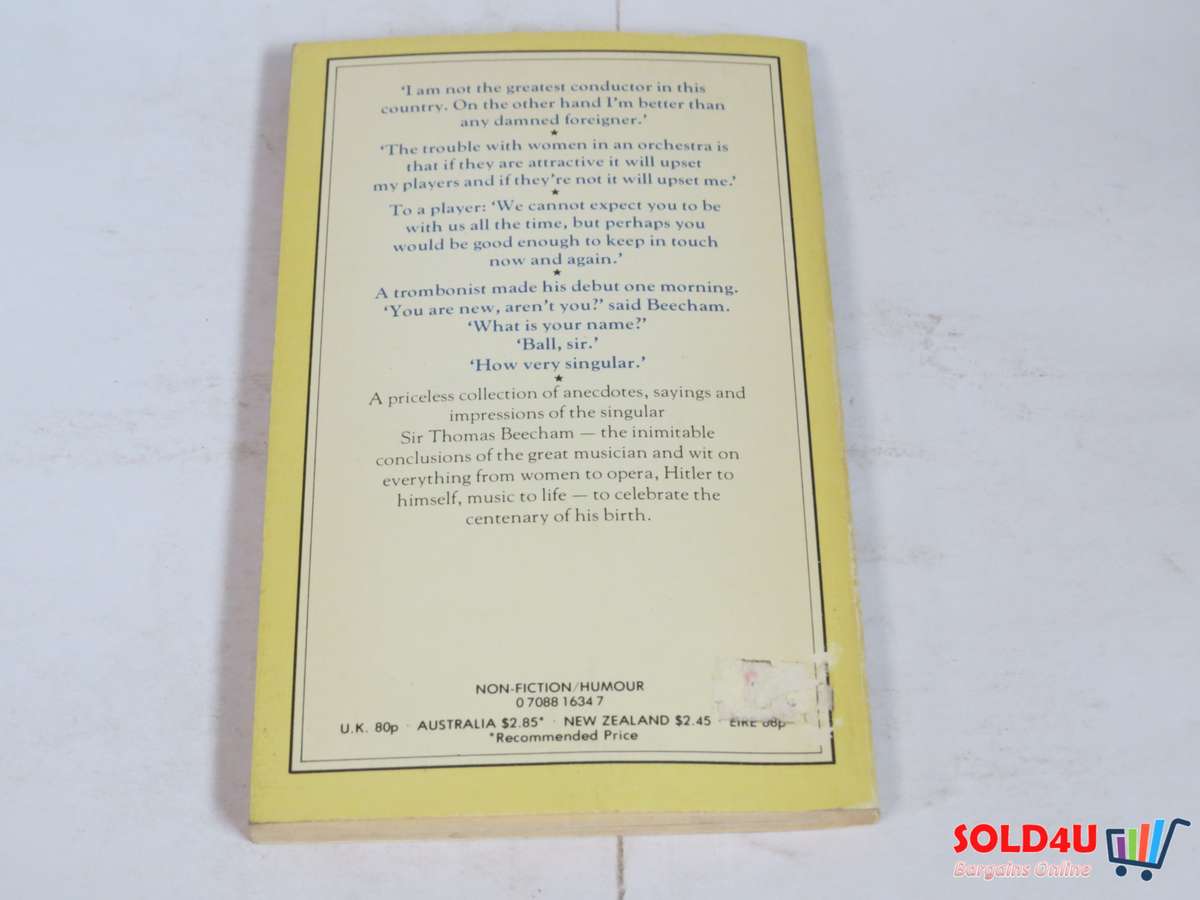 ‘I am not the greatest conductor in this
country. On the other hand I'm better than
any damned foreigner.’
‘The trouble with women in an orchestra is
that if they are attractive it will upset
my players and if they're not it will upset me.’
To a player: ‘We cannot expect you to be
with us all the time, but perhaps you
would be good enough to keep in touch
now and again.’
A trombonist made his debut one morning.
‘You are new, aren't you?’ said Beecham.
‘What is your name?’
‘Ball, sir.’
‘How very singular.’
A priceless collection of anecdotes, sayings and
impressions of the singular
Sir Thomas Beecham — the inimitable
conclusions of the great musician and wit on
everything from women to opera, Hitler to
himself, music to life — to celebrate the
centenary of his birth.
NON-FICTION/HUMOUR
0 7088 1634 7
U.K. 80p · AUSTRALIA $2.85* · NEW ZEALAND $2.45 · EIRE
*Recommended Price
SOLD4U
Bargains Online